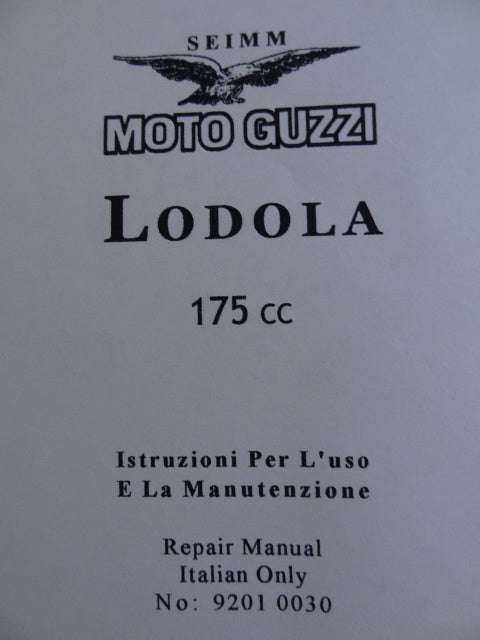 SEIMM
MOTO GUZZI
LODOLA
175 cc
Istruzioni Per L'uso
E La Manutenzione
Repair Manual
Italian Only
No: 9201 0030